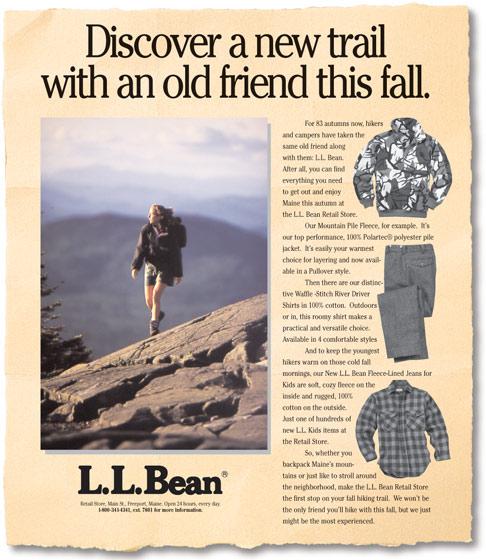 Discover a new trail
with an old friend this fall.
For 83 autumns now, hikers
and campers have taken the
same old friend along
with them: L.L. Bean.
After all, you can find
everything you need
to get out and enjoy
Maine this autumn at
the L.L. Bean Retail Store.
Our Mountain Pile Fleece, for example. It's
our top performance, 100% Polartec® polyester pile
jacket. It's easily your warmest
choice for layering and now avail-
able in a Pullover style.
Then there are our distinc-
tive Waffle -Stitch River Driver
Shirts in 100% cotton. Outdoors
or in, this roomy shirt makes a
practical and versatile choice.
Available in 4 comfortable styles
And to keep the youngest
hikers warm on those cold fall
mornings, our New L.L. Bean Fleece-Lined Jeans for
Kids are soft, cozy fleece on the
inside and rugged, 100%
cotton on the outside.
Just one of hundreds of
new L.L. Kids items at
the Retail Store.
So, whether you
backpack Maine's moun-
tains or just like to stroll around
the neighborhood, make the L.L. Bean Retail Store
the first stop on your fall hiking trail. We won't be
the only friend you'll hike with this fall, but we just
might be the most experienced.
L.L.Bean®
Retail Store, Main St., Freeport, Maine. Open 24 hours, every day.
1-800-341-4341, ext. 7801 for more information.